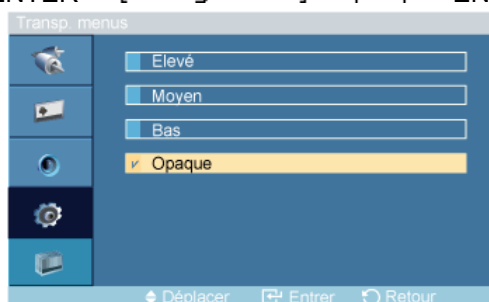 Transp. menus
Elevé
Moyen
Bas
Opaque
Déplacer Entrer Retour